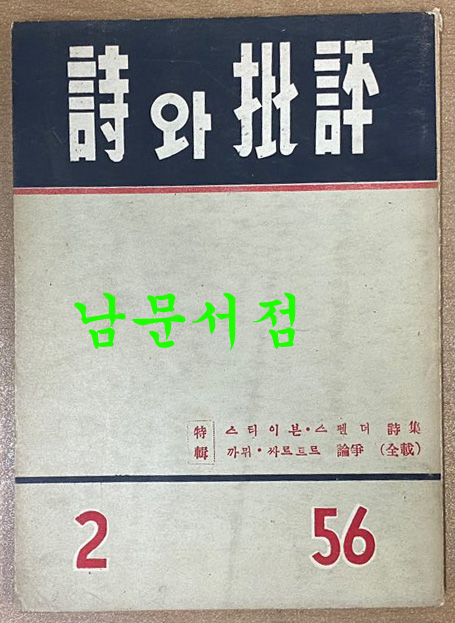 詩와 批評
남문서점
特輯 스티이븐·스펜더 詩集
까뮈·싸르트르 論爭 (全載)
2 56